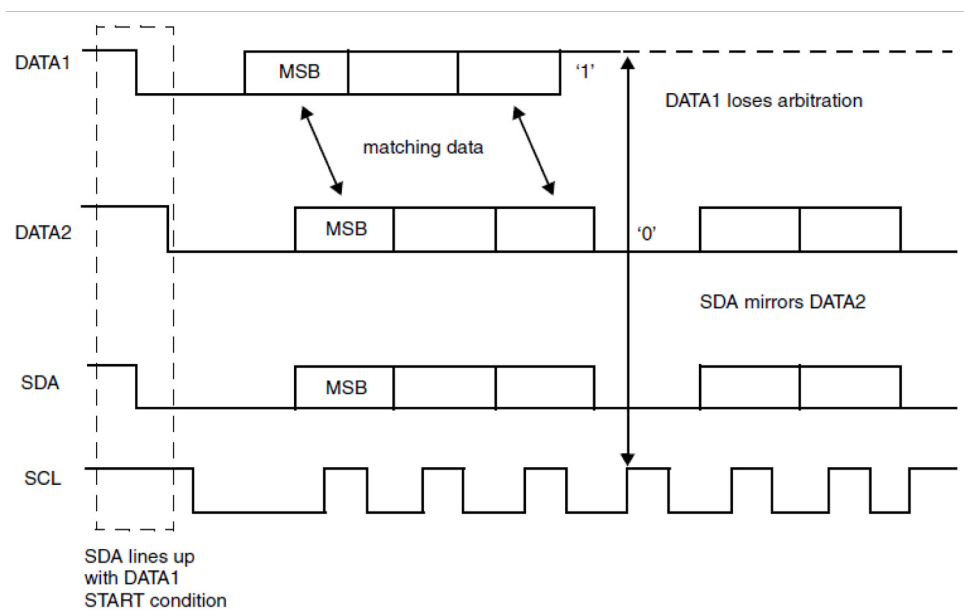 DATA1
MSB
‘1’
DATA1 loses arbitration
matching data
DATA2
MSB
‘0’
SDA mirrors DATA2
SDA
MSB
SCL
SDA lines up
with DATA1
START condition